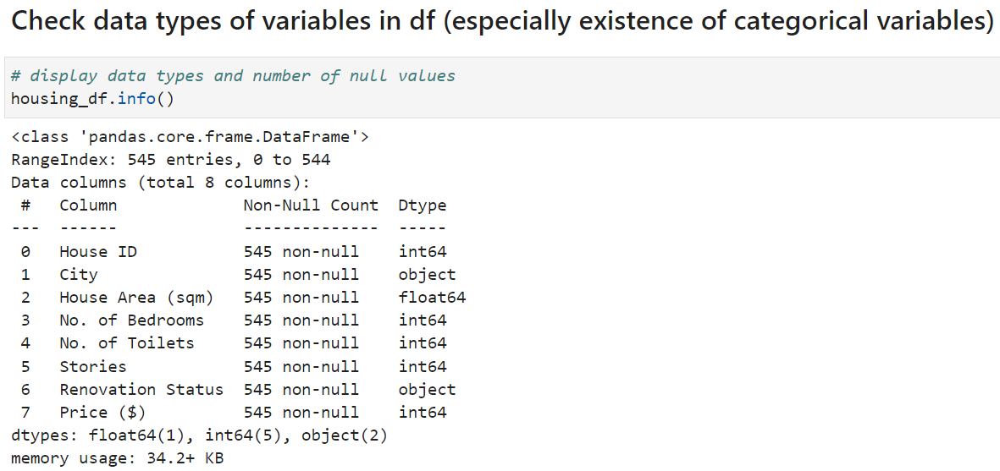 Check data types of variables in df (especially existence of categorical variables)
# display data types and number of null values
housing_df.info()
<class 'pandas.core.frame.DataFrame'>
RangeIndex: 545 entries, 0 to 544
Data columns (total 8 columns):
 #   Column             Non-Null Count  Dtype
---  ------             --------------  -----
 0   House ID           545 non-null    int64
 1   City               545 non-null    object
 2   House Area (sqm)   545 non-null    float64
 3   No. of Bedrooms    545 non-null    int64
 4   No. of Toilets     545 non-null    int64
 5   Stories            545 non-null    int64
 6   Renovation Status  545 non-null    object
 7   Price ($)          545 non-null    int64
dtypes: float64(1), int64(5), object(2)
memory usage: 34.2+ KB